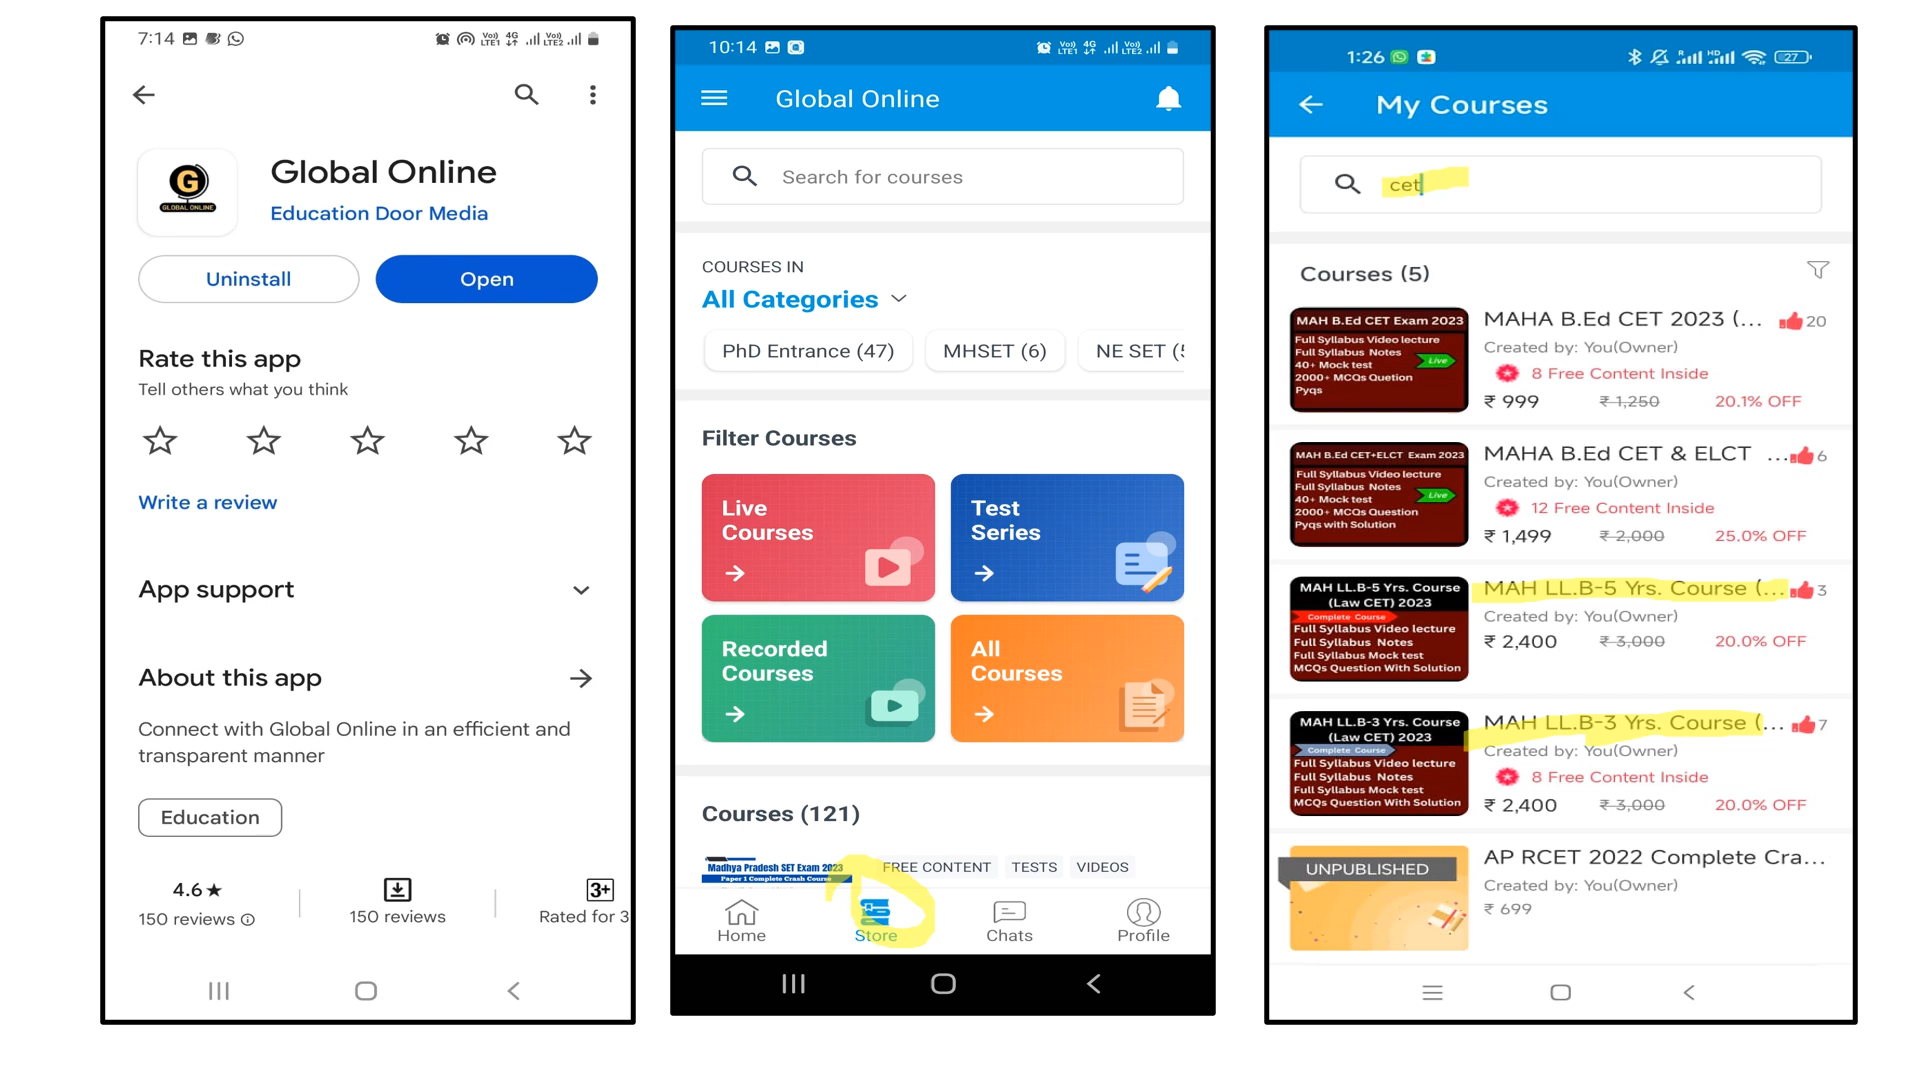 7:14
Global Online
Education Door Media
G
GLOBAL ONLINE
Uninstall
Open
Rate this app
Tell others what you think
Write a review
App support
About this app
Connect with Global Online in an efficient and
transparent manner
Education
4.6★
150 reviews
150 reviews
3+
Rated for 3
10:14
Global Online
Search for courses
COURSES IN
All Categories
PhD Entrance (47)
MHSET (6)
NE SET (
Filter Courses
Live
Courses
Test
Series
Recorded
Courses
All
Courses
Courses (121)
Madhya Pradesh SET Exam 2023
Paper 1 Complete Crash Course
FREE CONTENT
TESTS
VIDEOS
Home
Store
Chats
Profile
1:26
27
My Courses
cet
Courses (5)
MAH B.Ed CET Exam 2023
Full Syllabus Video lecture
Full Syllabus Notes
40+ Mock test
2000+ MCQs Quetion
Pyqs
Live
MAHA B.Ed CET 2023 (...
20
Created by: You(Owner)
8 Free Content Inside
₹ 999
₹ 1,250
20.1% OFF
MAH B.Ed CET+ELCT Exam 2023
Full Syllabus Video lecture
Full Syllabus Notes
40+ Mock test
2000+ MCQs Question
Pyqs with Solution
Live
MAHA B.Ed CET & ELCT ...
6
Created by: You(Owner)
12 Free Content Inside
₹ 1,499
₹ 2,000
25.0% OFF
MAH LL.B-5 Yrs. Course
(Law CET) 2023
Complete Course
Full Syllabus Video lecture
Full Syllabus Notes
Full Syllabus Mock test
MCQs Question With Solution
MAH LL.B-5 Yrs. Course (...
3
Created by: You(Owner)
₹ 2,400
₹ 3,000
20.0% OFF
MAH LL.B-3 Yrs. Course
(Law CET) 2023
Complete Course
Full Syllabus Video lecture
Full Syllabus Notes
Full Syllabus Mock test
MCQs Question With Solution
MAH LL.B-3 Yrs. Course (...
7
Created by: You(Owner)
8 Free Content Inside
₹ 2,400
₹ 3,000
20.0% OFF
UNPUBLISHED
AP RCET 2022 Complete Cra...
Created by: You(Owner)
₹ 699